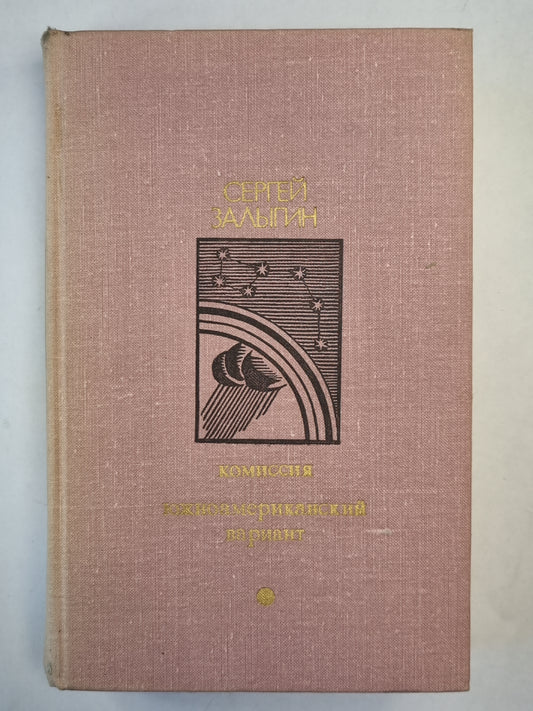 СЕРГЕЙ
ЗАЛЫГИН
комиссия
южноамериканский
вариант